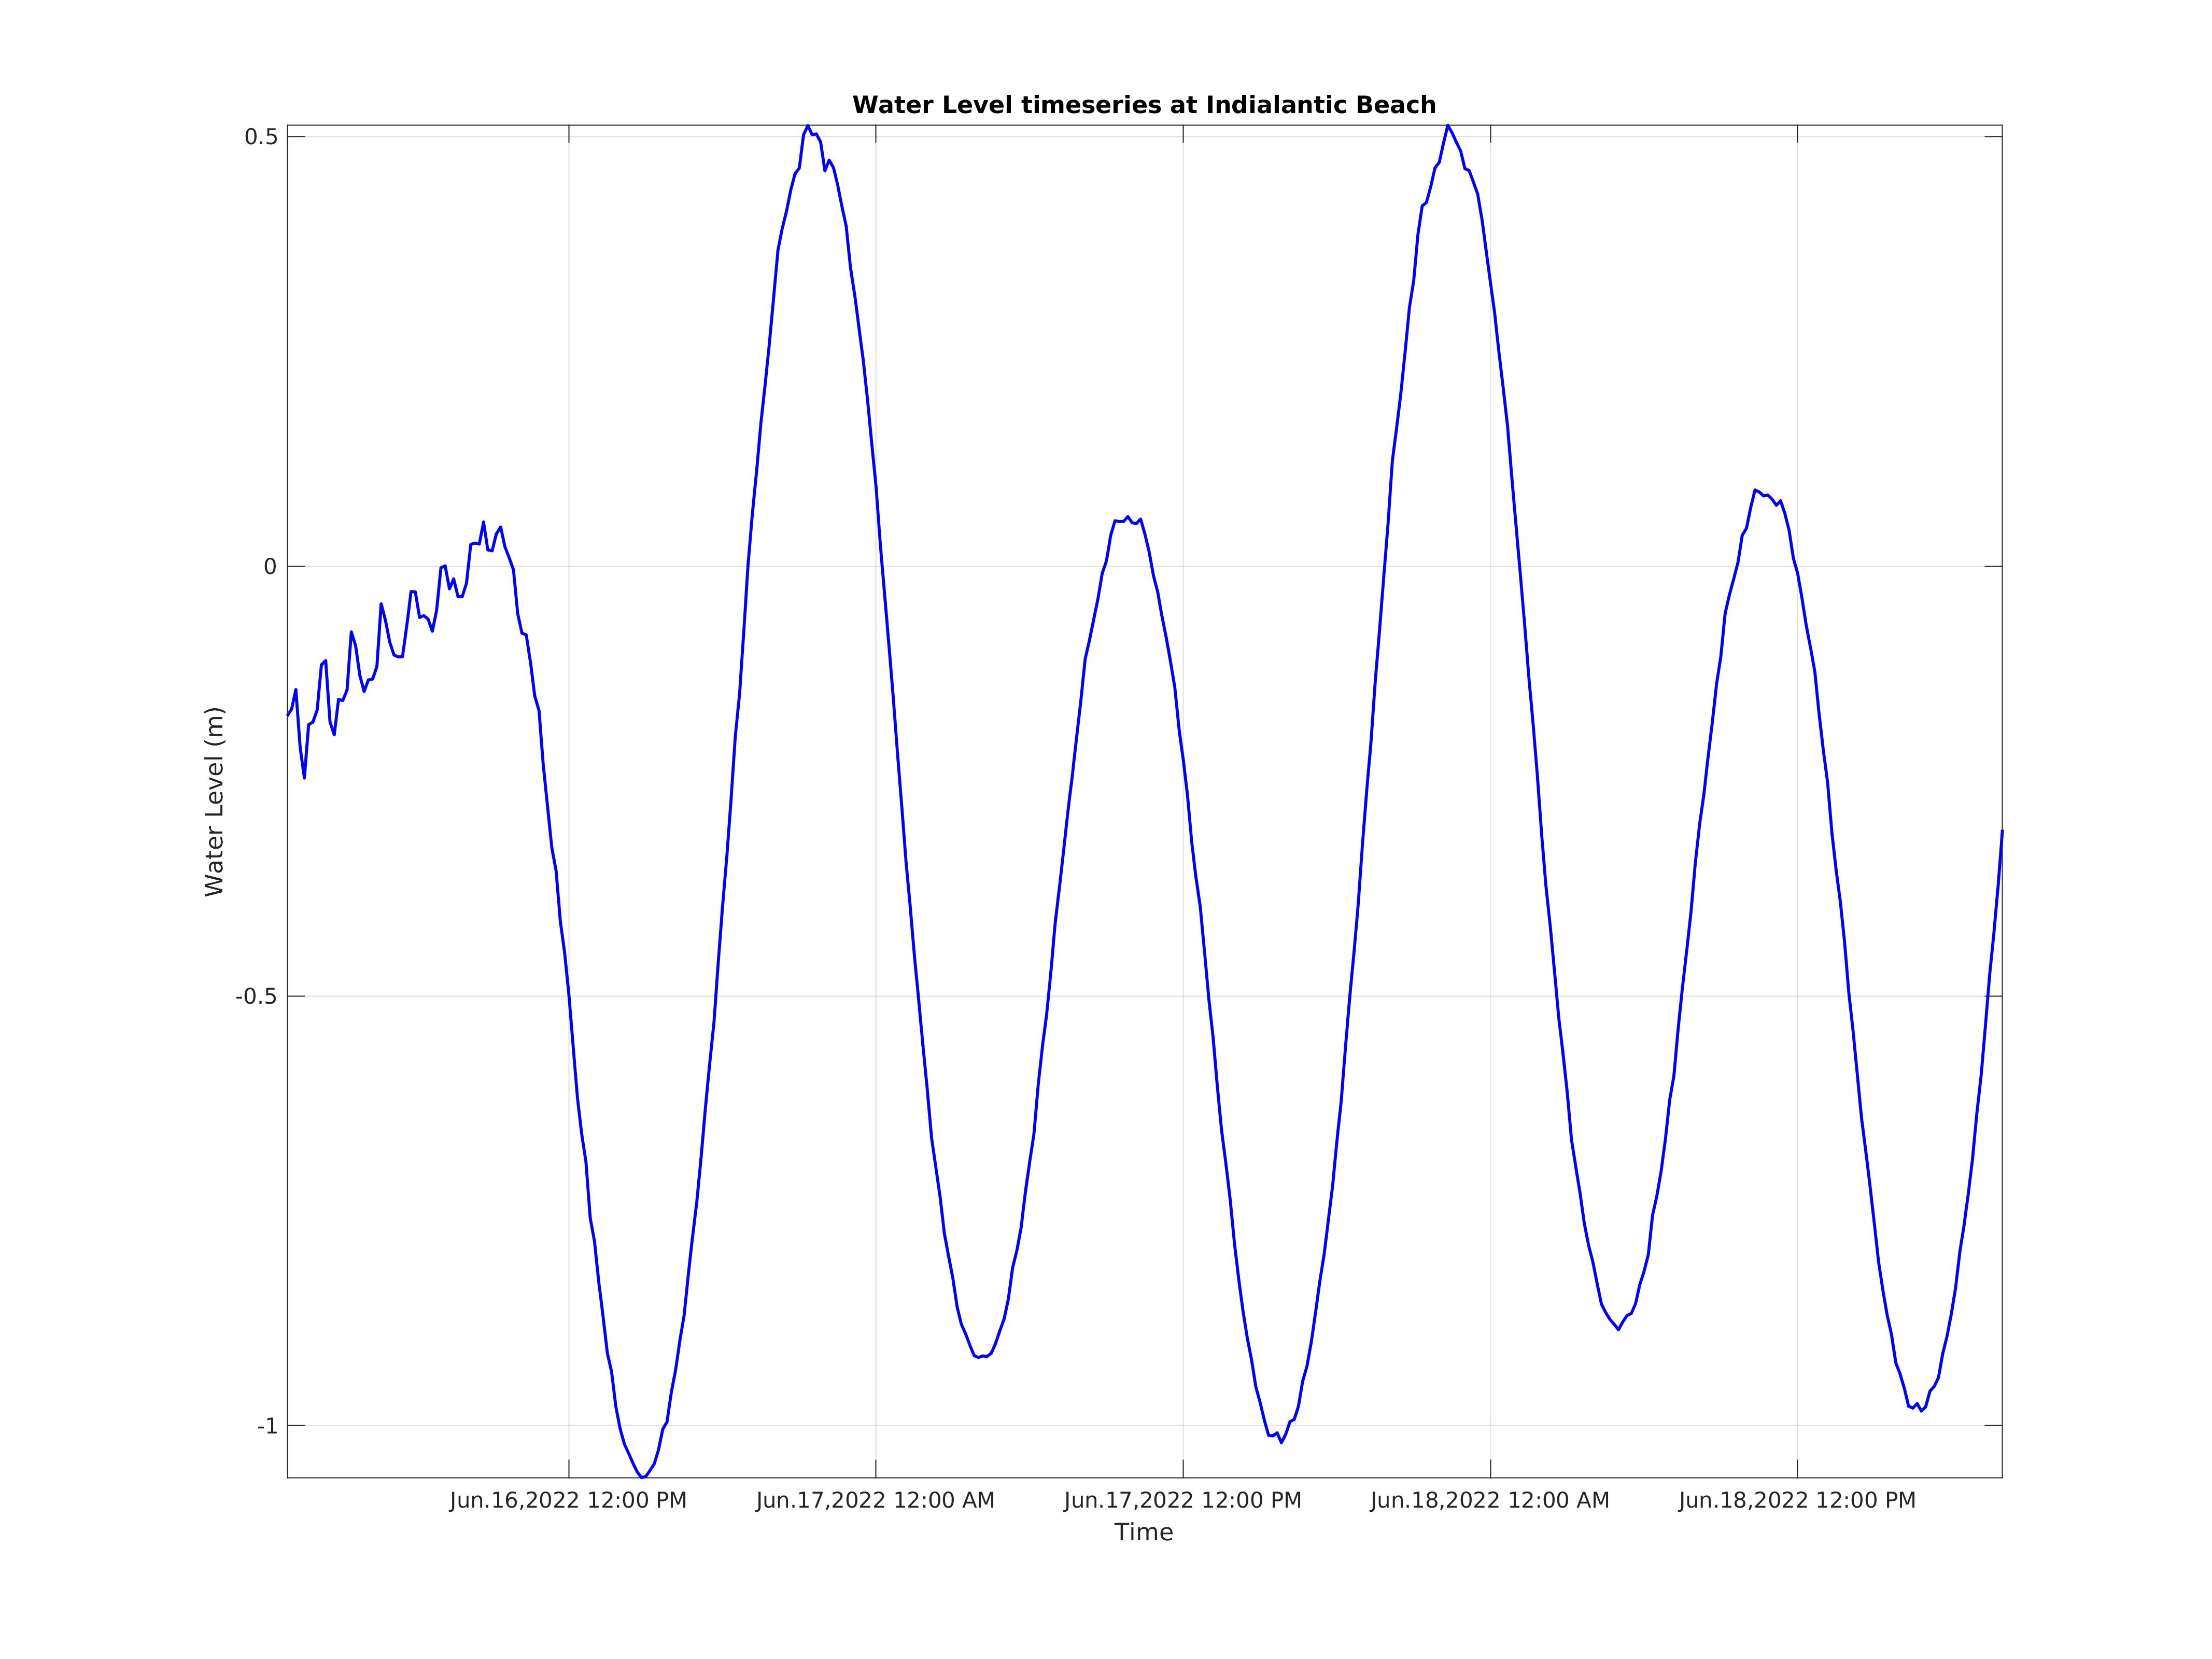 Water Level timeseries at Indialantic Beach
0.5
0
-0.5
-1
Water Level (m)
Jun.16,2022 12:00 PM
Jun.17,2022 12:00 AM
Jun.17,2022 12:00 PM
Jun.18,2022 12:00 AM
Jun.18,2022 12:00 PM
Time